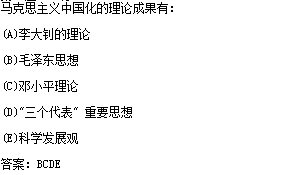 马克思主义中国化的理论成果有：
(A)李大钊的理论
(B)毛泽东思想
(C)邓小平理论
(D)“三个代表” 重要思想
(E)科学发展观
答案：BCDE